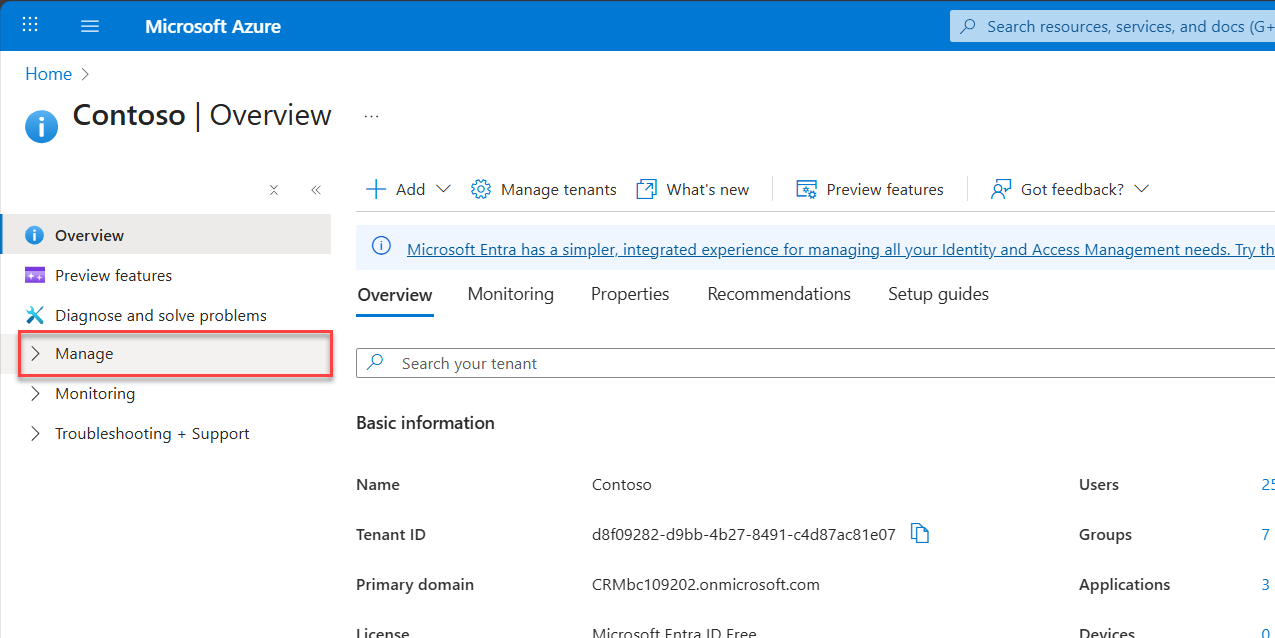 Microsoft Azure
Search resources, services, and docs (G+
Home
Contoso | Overview
...
Add
Manage tenants
What's new
Preview features
Got feedback?
Overview
Preview features
Diagnose and solve problems
Manage
Monitoring
Troubleshooting + Support
Microsoft Entra has a simpler, integrated experience for managing all your Identity and Access Management needs. Try th
Overview
Monitoring
Properties
Recommendations
Setup guides
Search your tenant
Basic information
Name
Contoso
Users
25
Tenant ID
d8f09282-d9bb-4b27-8491-c4d87ac81e07
Groups
7
Primary domain
CRMbc109202.onmicrosoft.com
Applications
3
License
Microsoft Entra ID Free
Devices
0